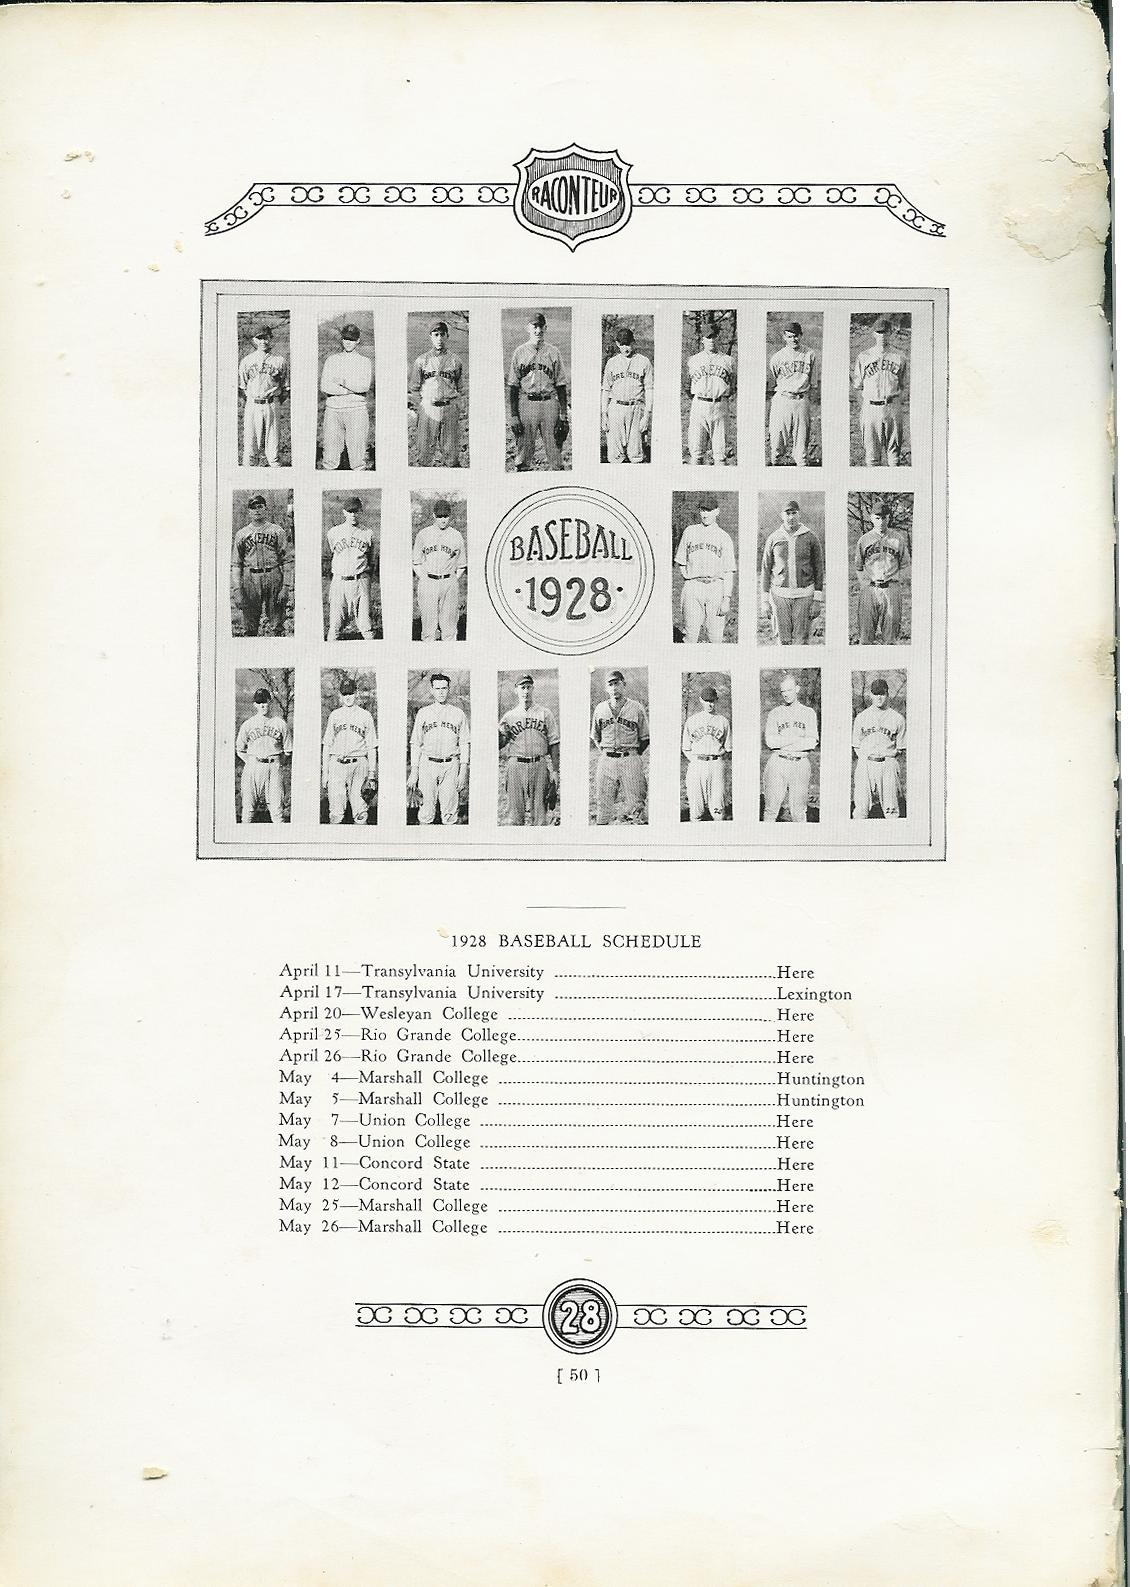 RACONTEUR
MOREHEAD
BASEBALL
·1928·
1928 BASEBALL SCHEDULE
April 11—Transylvania University ........Here
April 17—Transylvania University ........Lexington
April 20—Wesleyan College ........Here
April 25—Rio Grande College........Here
April 26—Rio Grande College........Here
May 4—Marshall College ........Huntington
May 5—Marshall College ........Huntington
May 7—Union College ........Here
May 8—Union College ........Here
May 11—Concord State ........Here
May 12—Concord State ........Here
May 25—Marshall College ........Here
May 26—Marshall College ........Here
28
[ 50 ]